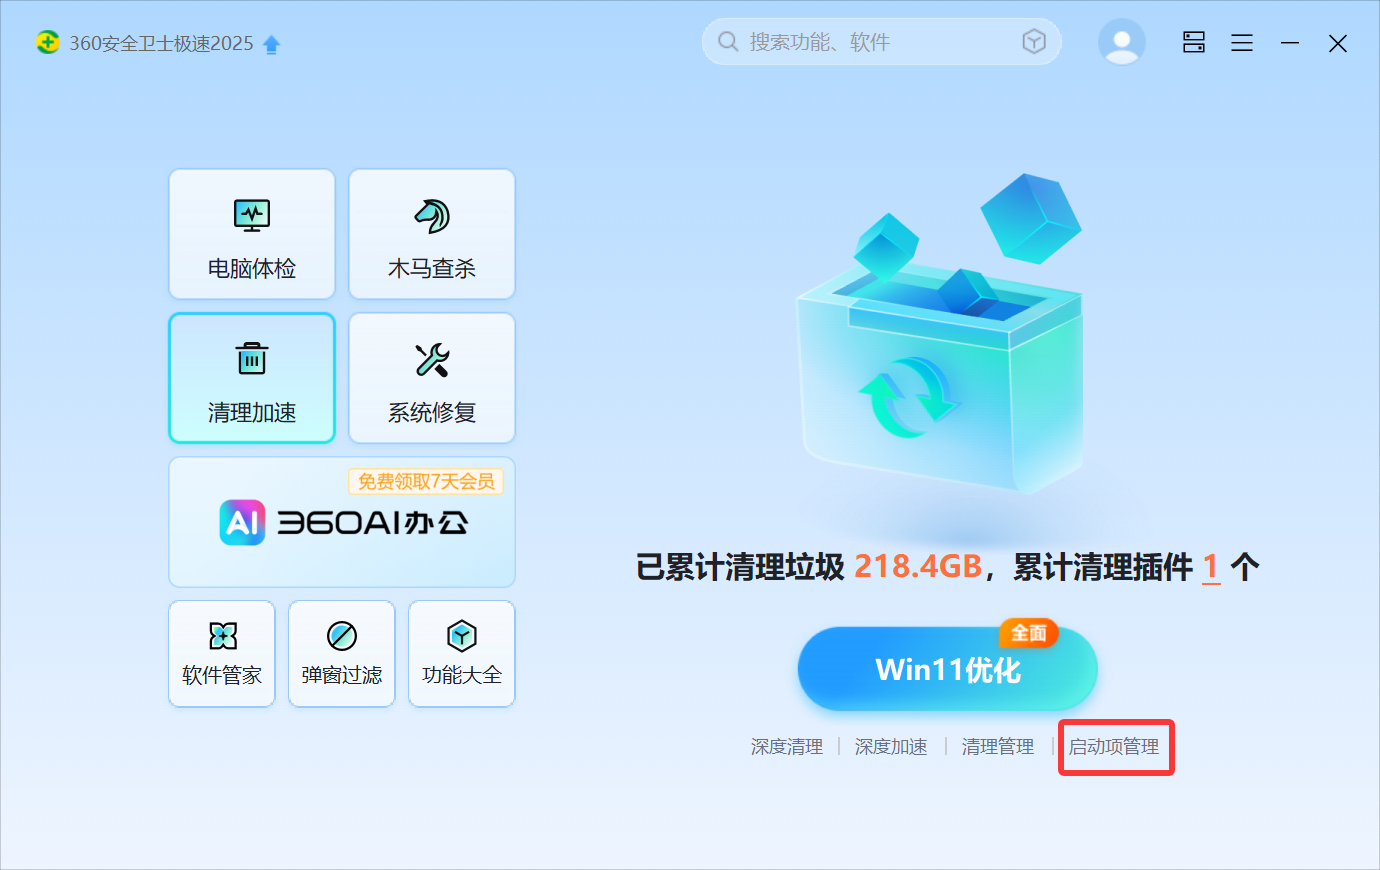 360安全卫士极速2025
搜索功能、软件
电脑体检
木马查杀
清理加速
系统修复
免费领取7天会员
AI 360AI办公
软件管家
弹窗过滤
功能大全
已累计清理垃圾 218.4GB，累计清理插件 1 个
全面
Win11优化
深度清理
深度加速
清理管理
启动项管理